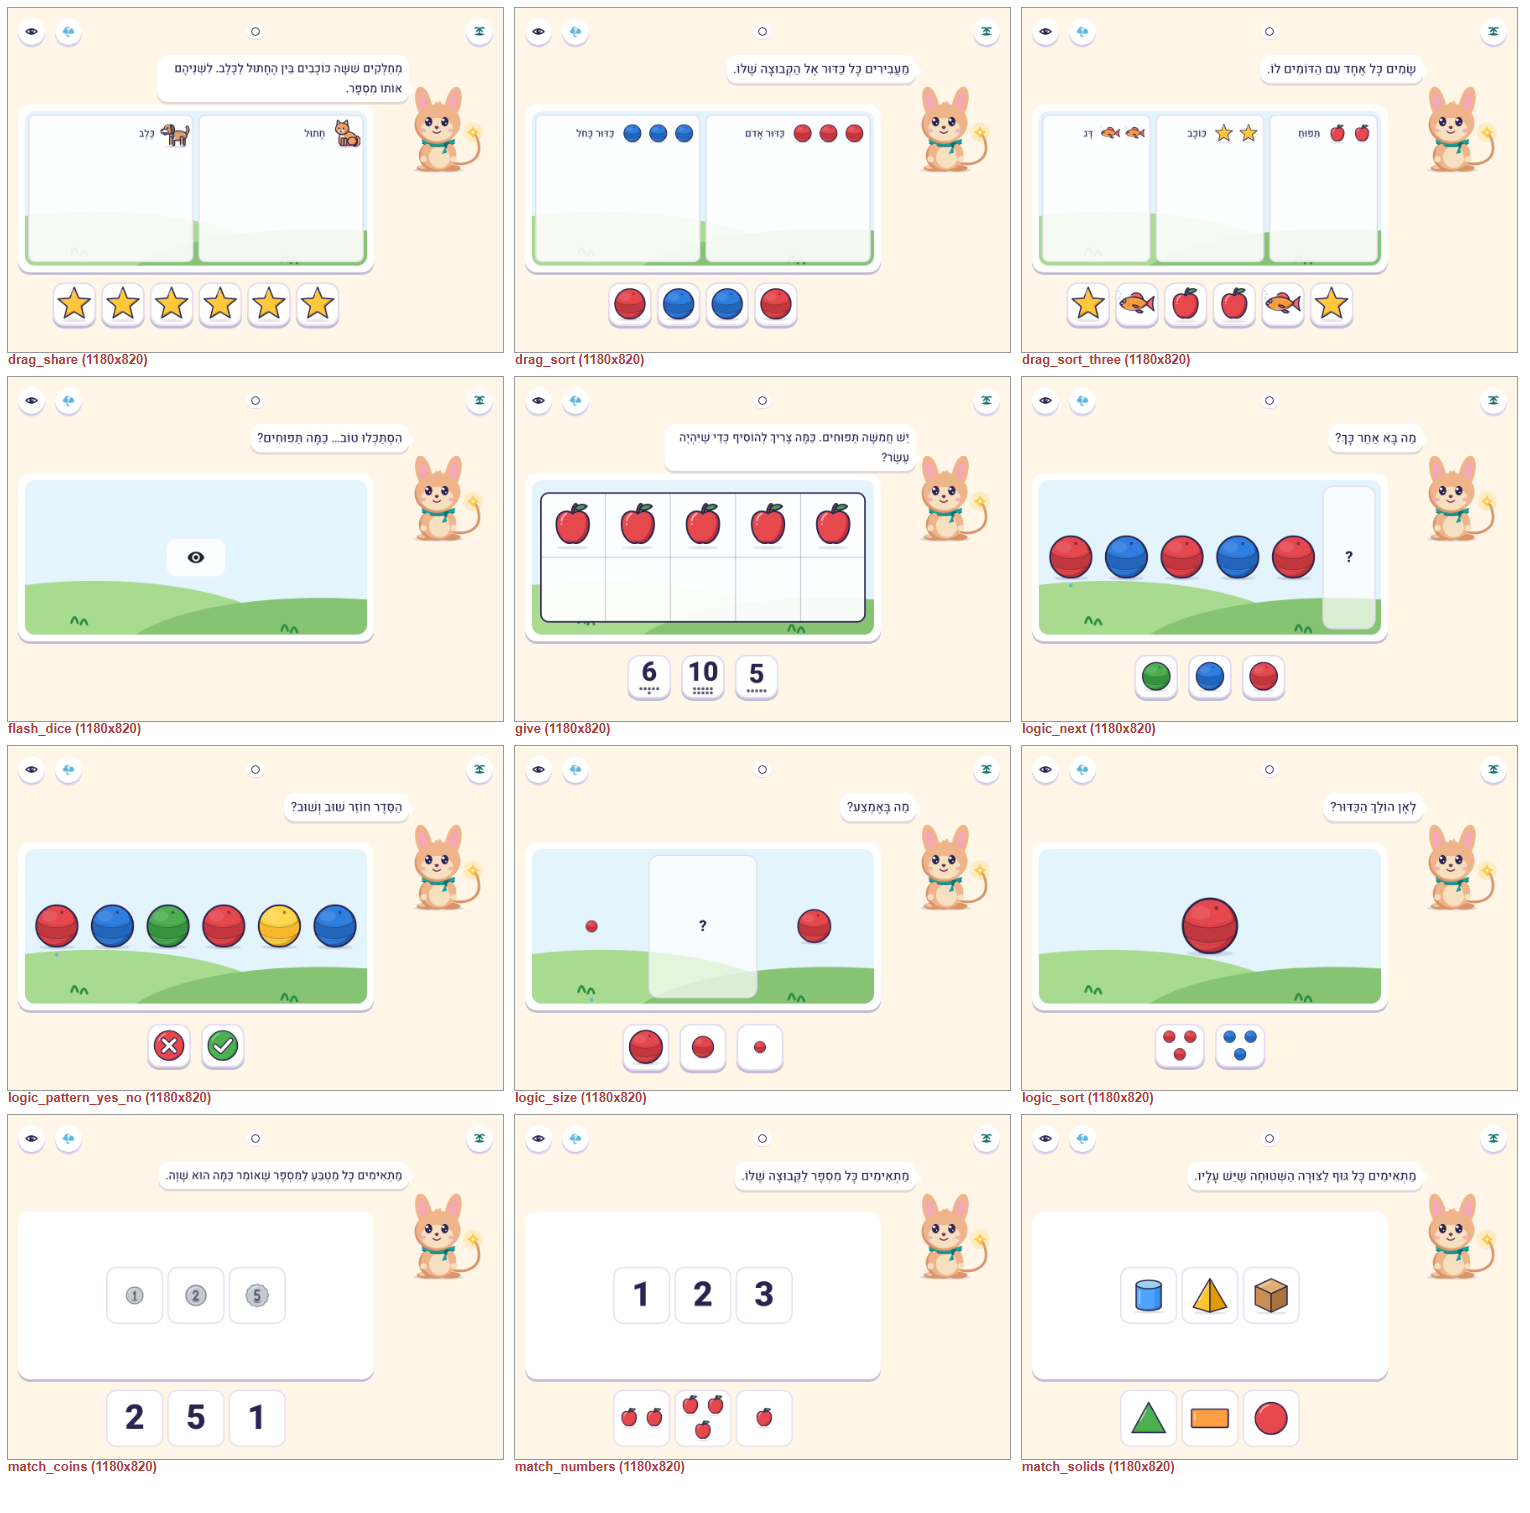 מְחַלְּקִים שִׁשָּׁה כּוֹכָבִים בֵּין הֶחָתוּל לַכֶּלֶב. לִשְׁנֵיהֶם
אוֹתוֹ מִסְפָּר.
חָתוּל
כֶּלֶב
drag_share (1180x820)
מַעֲבִירִים כָּל כַּדּוּר אֶל הַקְּבוּצָה שֶׁלּוֹ.
כַּדּוּר אָדֹם
כַּדּוּר כָּחֹל
drag_sort (1180x820)
שָׂמִים כָּל אֶחָד עִם הַדּוֹמִים לוֹ.
תַּפּוּחַ
כּוֹכָב
דָּג
drag_sort_three (1180x820)
הִסְתַּכְּלוּ טוֹב... כַּמָּה תַּפּוּחִים?
flash_dice (1180x820)
יֵשׁ חֲמִשָּׁה תַּפּוּחִים. כַּמָּה צָרִיךְ לְהוֹסִיף כְּדֵי שֶׁיִּהְיֶה
עֶשֶׂר?
6 10 5
give (1180x820)
מַה בָּא אַחַר כָּךְ?
?
logic_next (1180x820)
הַסֵּדֶר חוֹזֵר שׁוּב וָשׁוּב?
logic_pattern_yes_no (1180x820)
מַה בָּאֶמְצַע?
?
logic_size (1180x820)
לְאָן הוֹלֵךְ הַכַּדּוּר?
logic_sort (1180x820)
מַתְאִימִים כָּל מַטְבֵּעַ לַמִּסְפָּר שֶׁאוֹמֵר כַּמָּה הוּא שָׁוֶה.
1 2 5
2 5 1
match_coins (1180x820)
מַתְאִימִים כָּל מִסְפָּר לַקְּבוּצָה שֶׁלּוֹ.
1 2 3
match_numbers (1180x820)
מַתְאִימִים כָּל גּוּף לַצּוּרָה הַשְּׁטוּחָה שֶׁיֵּשׁ עָלָיו.
match_solids (1180x820)